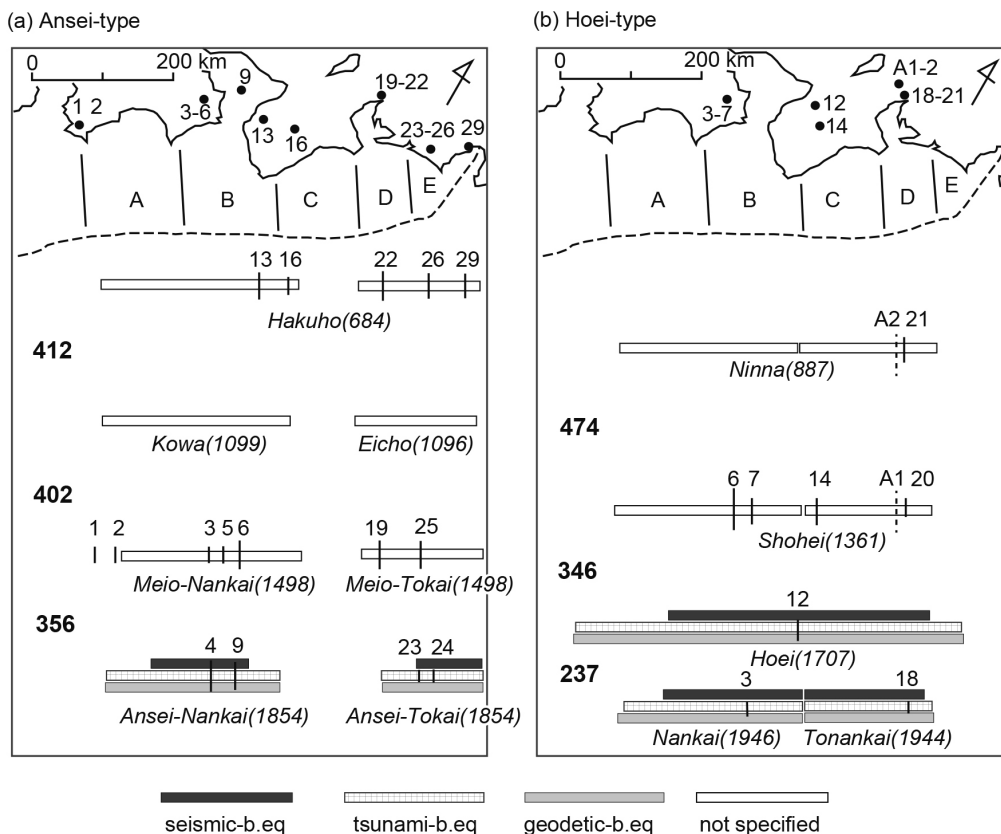 (a) Ansei-type
0 200 km
1 2
3-6
9
13
16
19-22
23-26
29
A B C D E
13 16 22 26 29
Hakuho(684)
412
Kowa(1099) Eicho(1096)
402
1 2 3 5 6 19 25
Meio-Nankai(1498) Meio-Tokai(1498)
356
4 9 23 24
Ansei-Nankai(1854) Ansei-Tokai(1854)
(b) Hoei-type
0 200 km
3-7
12
14
A1-2
18-21
A B C D E
A2 21
Ninna(887)
474
6 7 14 A1 20
Shohei(1361)
346
12
Hoei(1707)
237
3 18
Nankai(1946) Tonankai(1944)
seismic-b.eq tsunami-b.eq geodetic-b.eq not specified